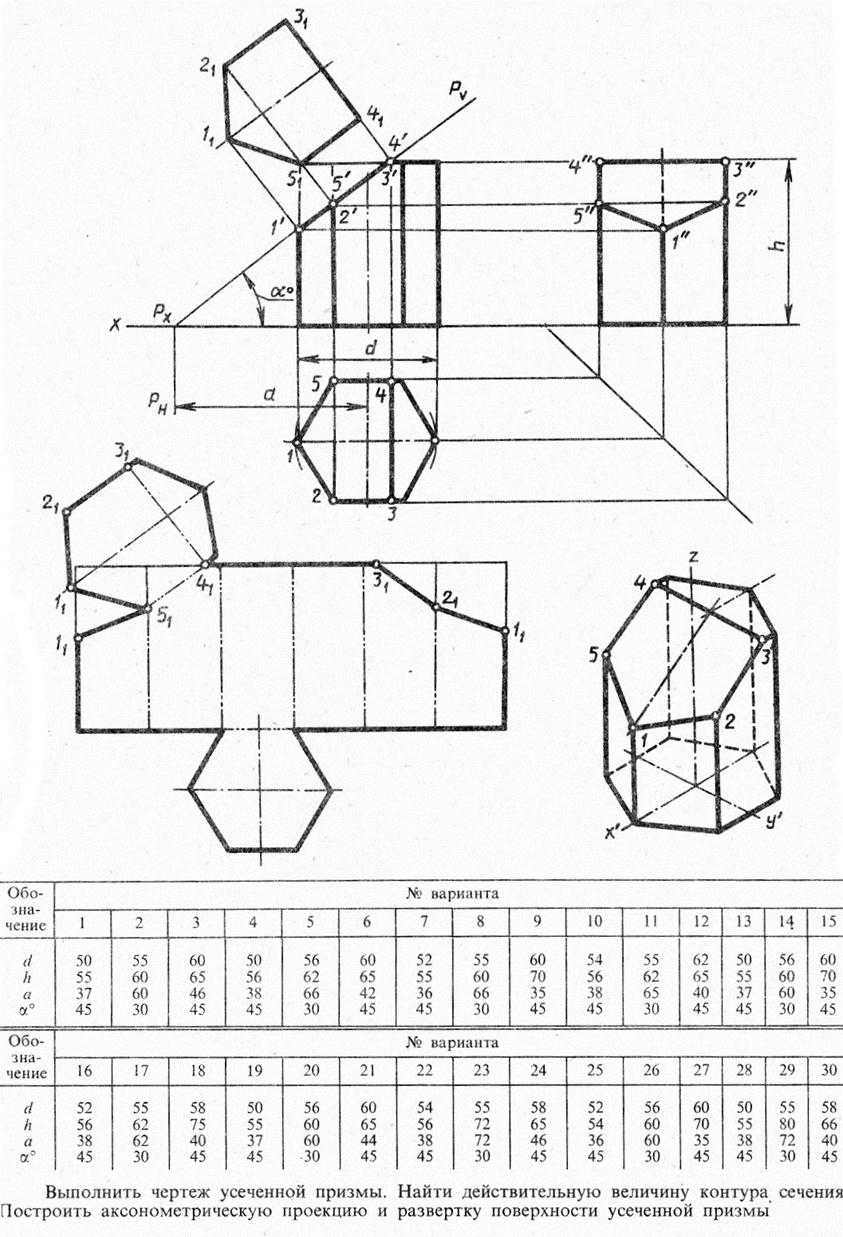 3₁
2₁
P_V
4₁
4'
1₁
5₁ 5' 3'
4" 3"
1' 2'
5" 2"
1"
h
α°
P_X
X
d
5 4
P_H
a
1
2 3
3₁
2₁
4₁ 3₁
1₁ 5₁ 2₁
1₁ 1₁
z
4
5 3
1 2
x' y'
Обо-
зна-
чение
№ варианта
1 2 3 4 5 6 7 8 9 10 11 12 13 14 15
d 50 55 60 50 56 60 52 55 60 54 55 62 50 56 60
h 55 60 65 56 62 65 55 60 70 56 62 65 55 60 70
a 37 60 46 38 66 42 36 66 35 38 65 40 37 60 35
α° 45 30 45 45 30 45 45 30 45 45 30 45 45 30 45
Обо-
зна-
чение
№ варианта
16 17 18 19 20 21 22 23 24 25 26 27 28 29 30
d 52 55 58 50 56 60 54 55 58 52 56 60 50 55 58
h 56 62 75 55 60 65 56 72 65 54 60 70 55 80 66
a 38 62 40 37 60 44 38 72 46 36 60 35 38 72 40
α° 45 30 45 45 30 45 45 30 45 45 30 45 45 30 45
Выполнить чертеж усеченной призмы. Найти действительную величину контура сечения
Построить аксонометрическую проекцию и развертку поверхности усеченной призмы